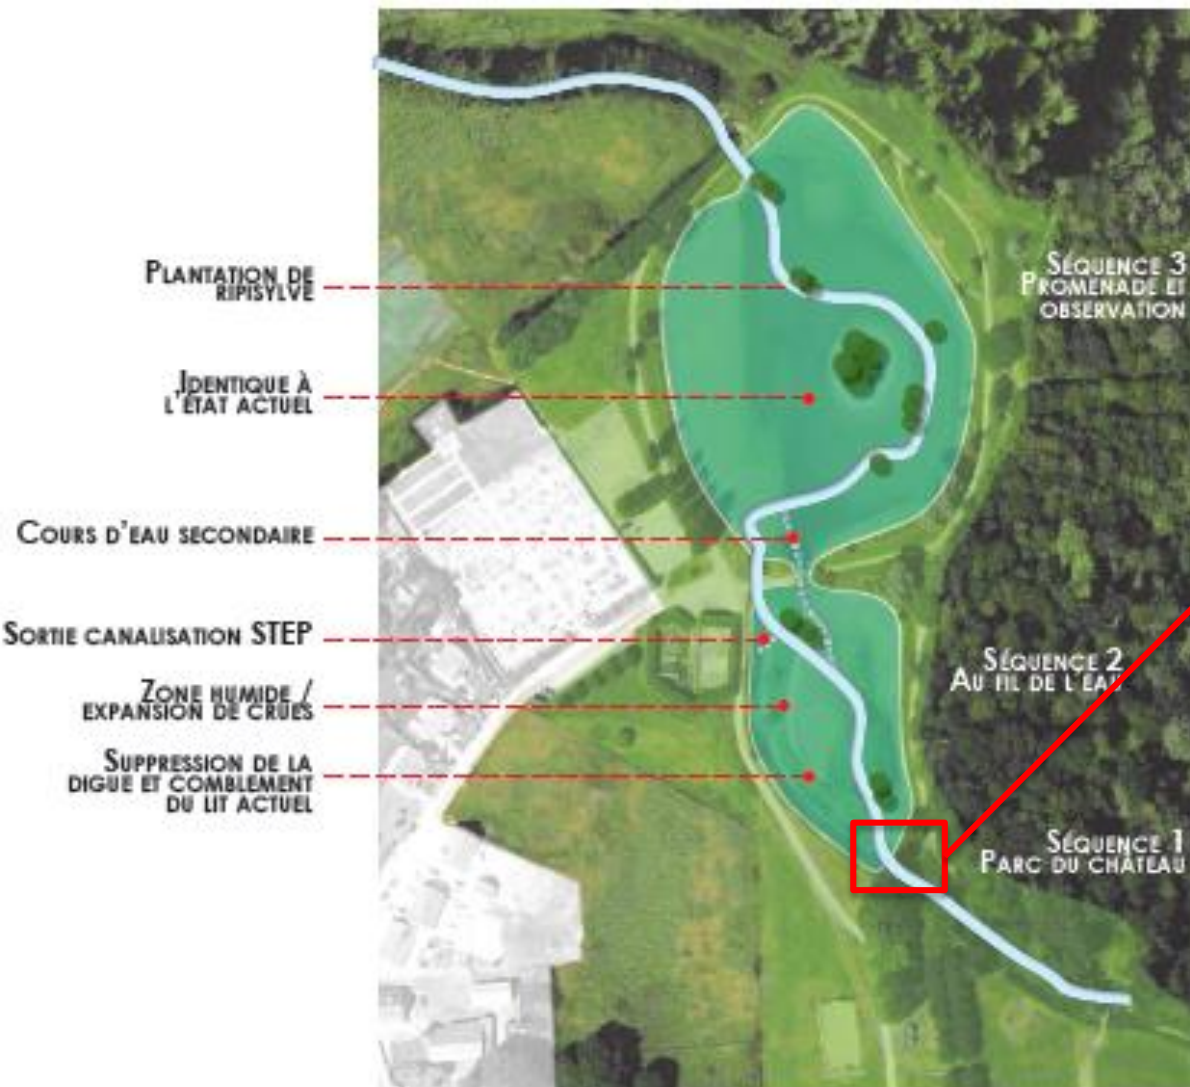 PLANTATION DE
RIPISYLVE
IDENTIQUE À
L'ÉTAT ACTUEL
COURS D'EAU SECONDAIRE
SORTIE CANALISATION STEP
ZONE HUMIDE /
EXPANSION DE CRUES
SUPPRESSION DE LA
DIGUE ET COMBLEMENT
DU LIT ACTUEL
SÉQUENCE 3
PROMENADE ET
OBSERVATION
SÉQUENCE 2
AU FIL DE L'EAU
SÉQUENCE 1
PARC DU CHÂTEAU